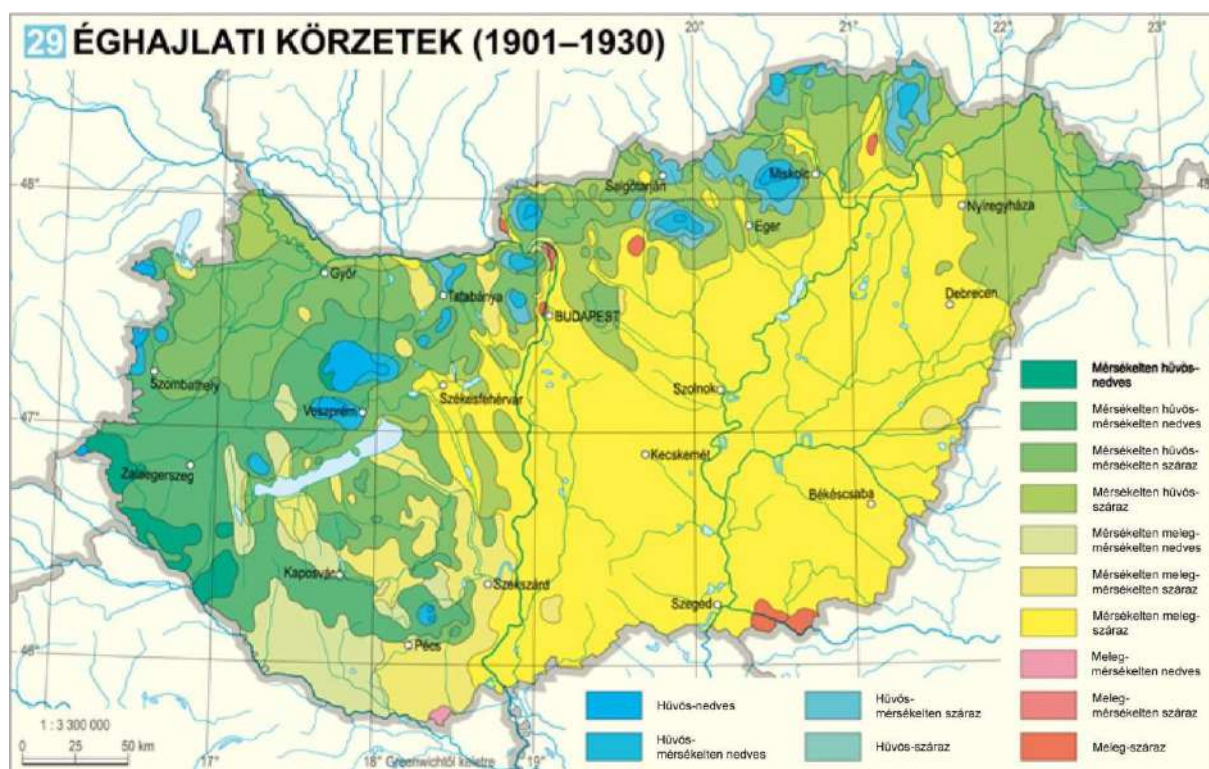 29 ÉGHAJLATI KÖRZETEK (1901–1930)
20°
21°
22°
23°
48°
Salgótarján
Miskolc
Nyíregyháza
Eger
Győr
Tatabánya
BUDAPEST
Debrecen
Szombathely
Székesfehérvár
Szolnok
Veszprém
47°
Zalaegerszeg
Kecskemét
Békéscsaba
Kaposvár
Szekszárd
Szeged
Pécs
Mérsékelten hűvös-
nedves
Mérsékelten hűvös-
mérsékelten nedves
Mérsékelten hűvös-
mérsékelten száraz
Mérsékelten hűvös-
száraz
Mérsékelten meleg-
mérsékelten nedves
Mérsékelten meleg-
mérsékelten száraz
Mérsékelten meleg-
száraz
Meleg-
mérsékelten nedves
Meleg-
mérsékelten száraz
Meleg-száraz
Hűvös-nedves
Hűvös-
mérsékelten nedves
Hűvös-
mérsékelten száraz
Hűvös-száraz
1 : 3 300 000
0 25 50 km
17° 18° Greenwichtől keletre 19°